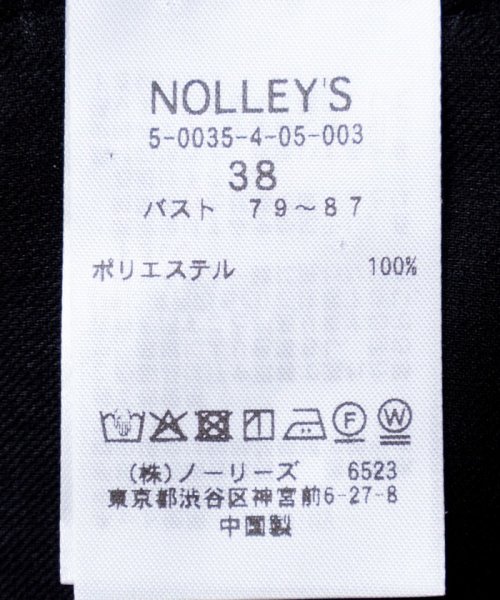 NOLLEY'S
5-0035-4-05-003
38
バスト 79〜87
ポリエステル 100%
F W
(株)ノーリーズ 6523
東京都渋谷区神宮前6-27-8
中国製